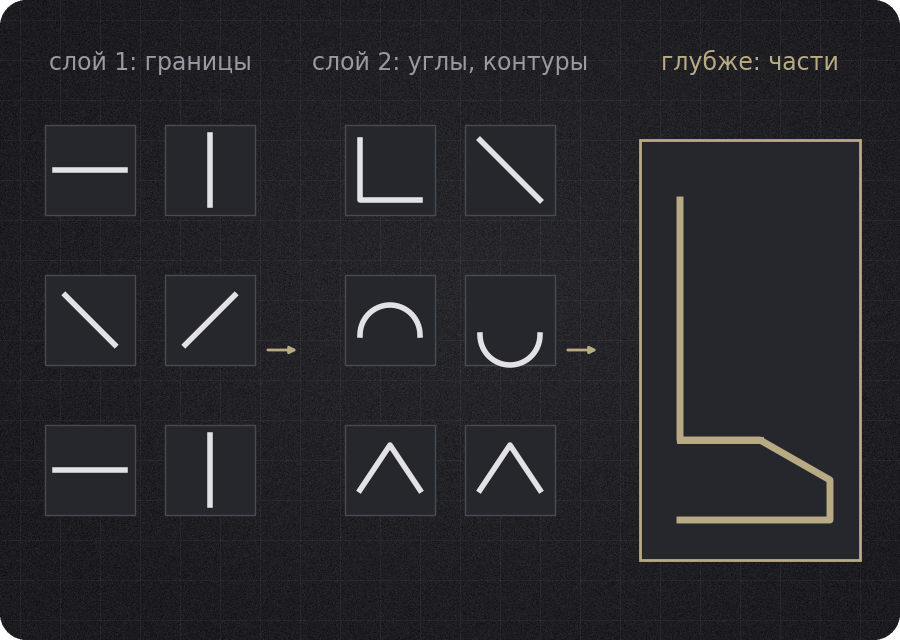 слой 1: границы
слой 2: углы, контуры
глубже: части